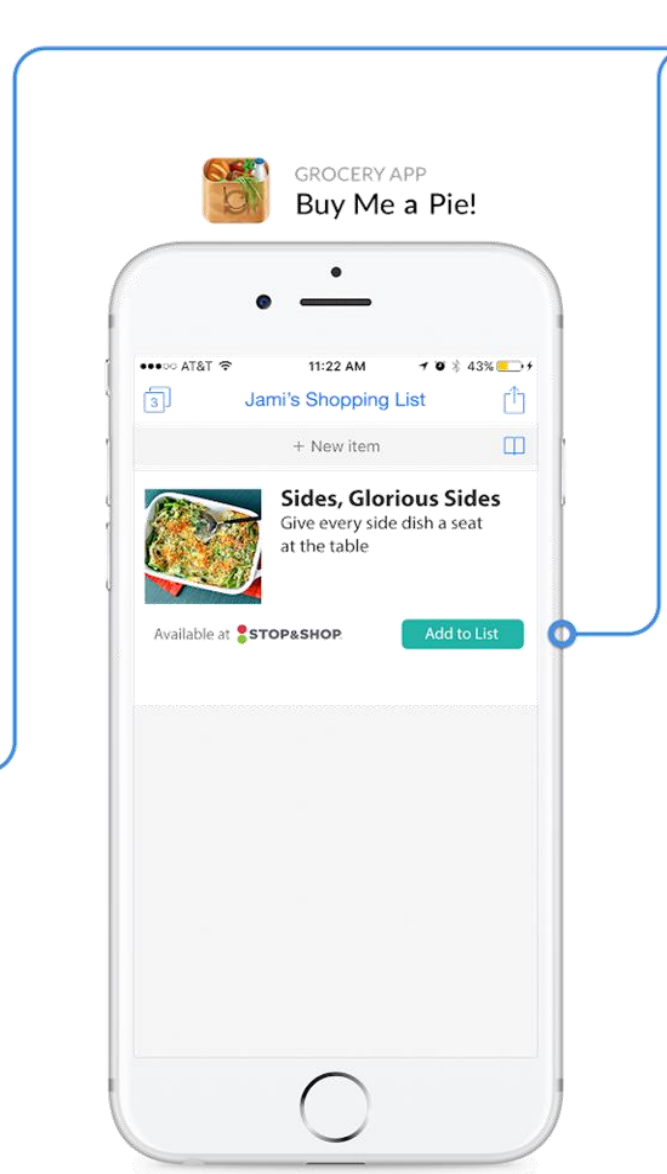 GROCERY APP
Buy Me a Pie!
AT&T 11:22 AM 43%
3 Jami's Shopping List
+ New item
Sides, Glorious Sides
Give every side dish a seat
at the table
Available at STOP&SHOP Add to List